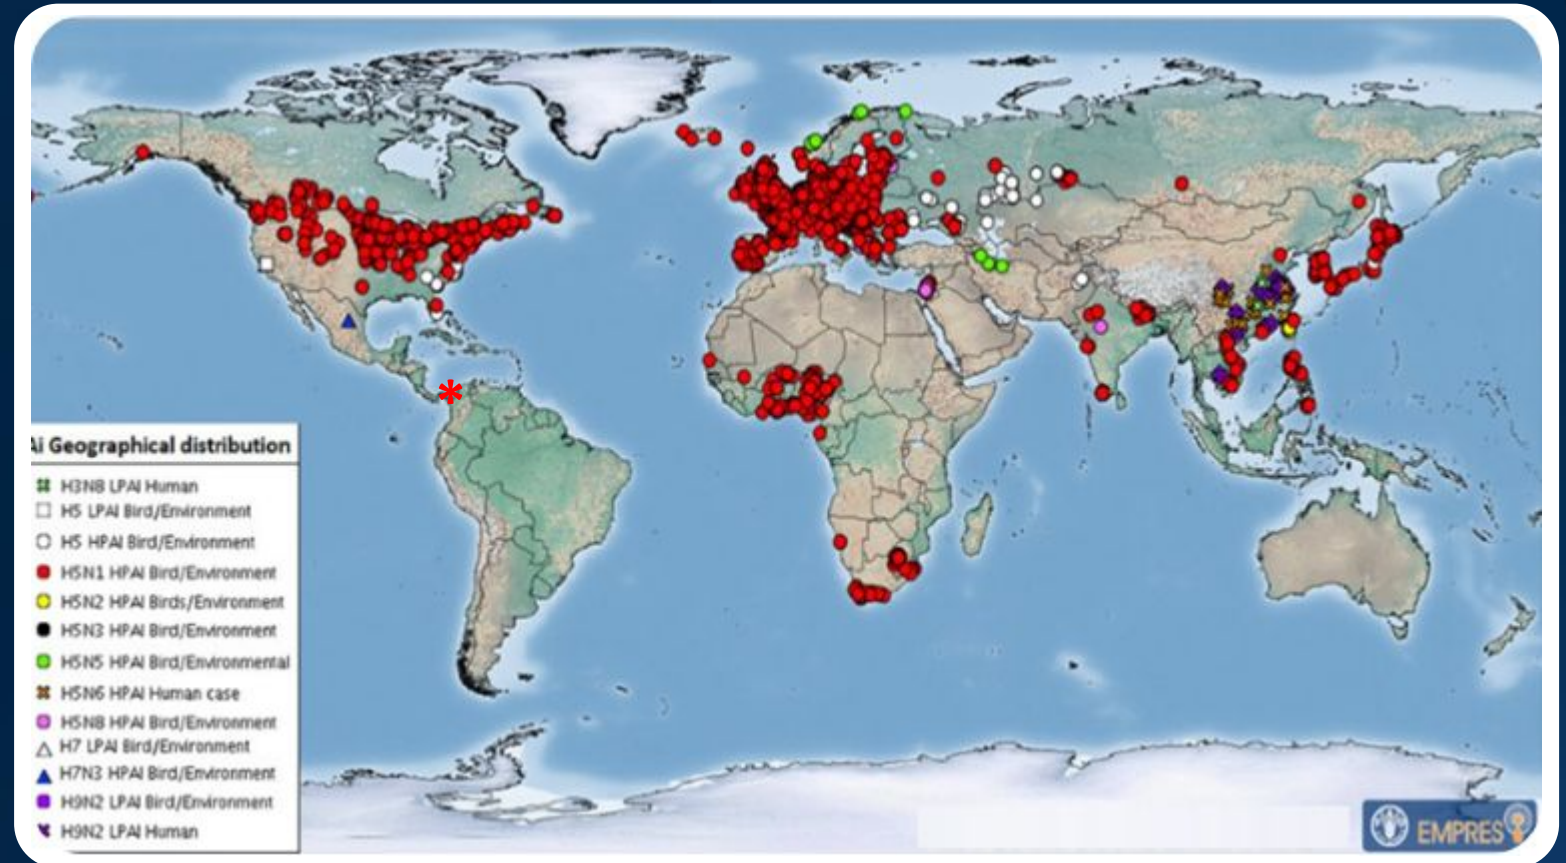 Ai Geographical distribution
H3N8 LPAI Human
H5 LPAI Bird/Environment
H5 HPAI Bird/Environment
H5N1 HPAI Bird/Environment
H5N2 HPAI Birds/Environment
H5N3 HPAI Bird/Environment
H5N5 HPAI Bird/Environmental
H5N6 HPAI Human case
H5N8 HPAI Bird/Environment
H7 LPAI Bird/Environment
H7N3 HPAI Bird/Environment
H9N2 LPAI Bird/Environment
H9N2 LPAI Human
EMPRES